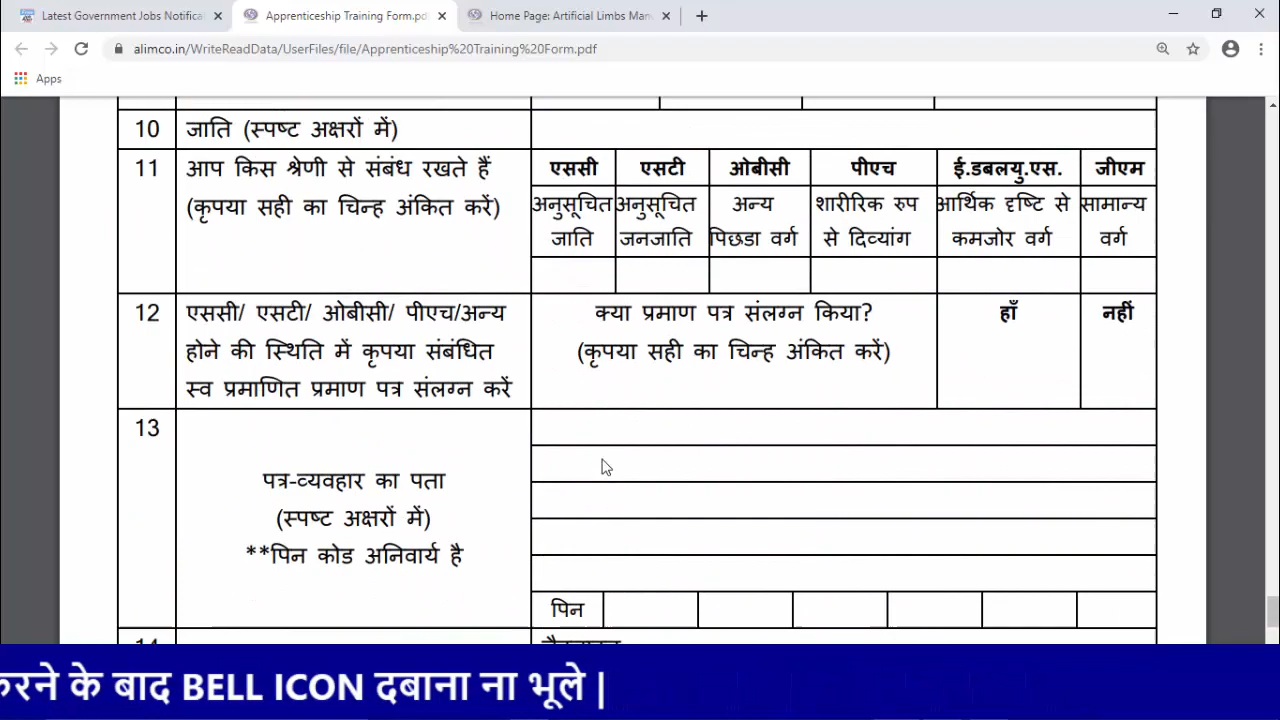 Latest Government Jobs Notifica
Apprenticeship Training Form.pd
Home Page: Artificial Limbs Man
alimco.in/WriteReadData/UserFiles/file/Apprenticeship%20Training%20Form.pdf
Apps
10 जाति (स्पष्ट अक्षरों में)
11 आप किस श्रेणी से संबंध रखते हैं
(कृपया सही का चिन्ह अंकित करें)
एससी एसटी ओबीसी पीएच ई.डबलयु.एस. जीएम
अनुसूचित अनुसूचित अन्य शारीरिक रुप आर्थिक दृष्टि से सामान्य
जाति जनजाति पिछडा वर्ग से दिव्यांग कमजोर वर्ग वर्ग
12 एससी/ एसटी/ ओबीसी/ पीएच/अन्य
होने की स्थिति में कृपया संबंधित
स्व प्रमाणित प्रमाण पत्र संलग्न करें
क्या प्रमाण पत्र संलग्न किया? हाँ नहीं
(कृपया सही का चिन्ह अंकित करें)
13
पत्र-व्यवहार का पता
(स्पष्ट अक्षरों में)
**पिन कोड अनिवार्य है
पिन
करने के बाद BELL ICON दबाना ना भूले |